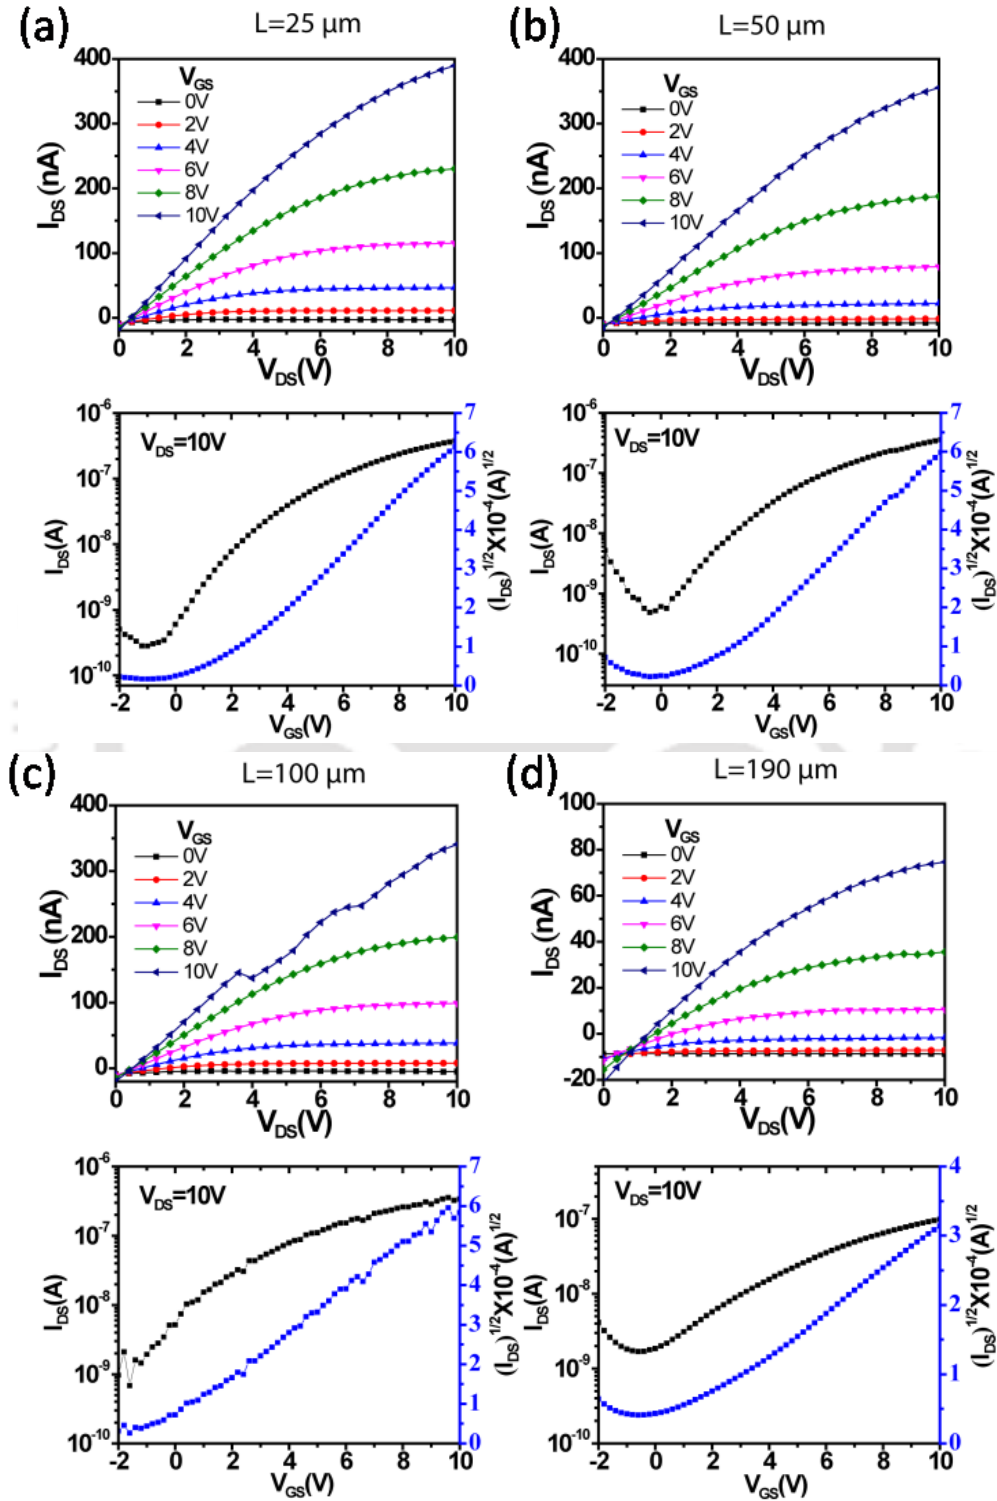 (a)
L=25 µm
400
300
200
100
0
I_DS(nA)
V_GS
0V
2V
4V
6V
8V
10V
0 2 4 6 8 10
V_DS(V)
(b)
L=50 µm
400
300
200
100
0
I_DS(nA)
V_GS
0V
2V
4V
6V
8V
10V
0 2 4 6 8 10
V_DS(V)
10⁻⁶
10⁻⁷
10⁻⁸
10⁻⁹
10⁻¹⁰
I_DS(A)
V_DS=10V
7
6
5
4
3
2
1
0
(I_DS)^1/2X10⁻⁴(A)^1/2
-2 0 2 4 6 8 10
V_GS(V)
10⁻⁶
10⁻⁷
10⁻⁸
10⁻⁹
10⁻¹⁰
I_DS(A)
V_DS=10V
7
6
5
4
3
2
1
0
(I_DS)^1/2X10⁻⁴(A)^1/2
-2 0 2 4 6 8 10
V_GS(V)
(c)
L=100 µm
400
300
200
100
0
I_DS(nA)
V_GS
0V
2V
4V
6V
8V
10V
0 2 4 6 8 10
V_DS(V)
(d)
L=190 µm
100
80
60
40
20
0
-20
I_DS(nA)
V_GS
0V
2V
4V
6V
8V
10V
0 2 4 6 8 10
V_DS(V)
10⁻⁶
10⁻⁷
10⁻⁸
10⁻⁹
10⁻¹⁰
I_DS(A)
V_DS=10V
7
6
5
4
3
2
1
0
(I_DS)^1/2X10⁻⁴(A)^1/2
-2 0 2 4 6 8 10
V_GS(V)
10⁻⁷
10⁻⁸
10⁻⁹
10⁻¹⁰
I_DS(A)
V_DS=10V
4
3
2
1
0
(I_DS)^1/2X10⁻⁴(A)^1/2
-2 0 2 4 6 8 10
V_GS(V)